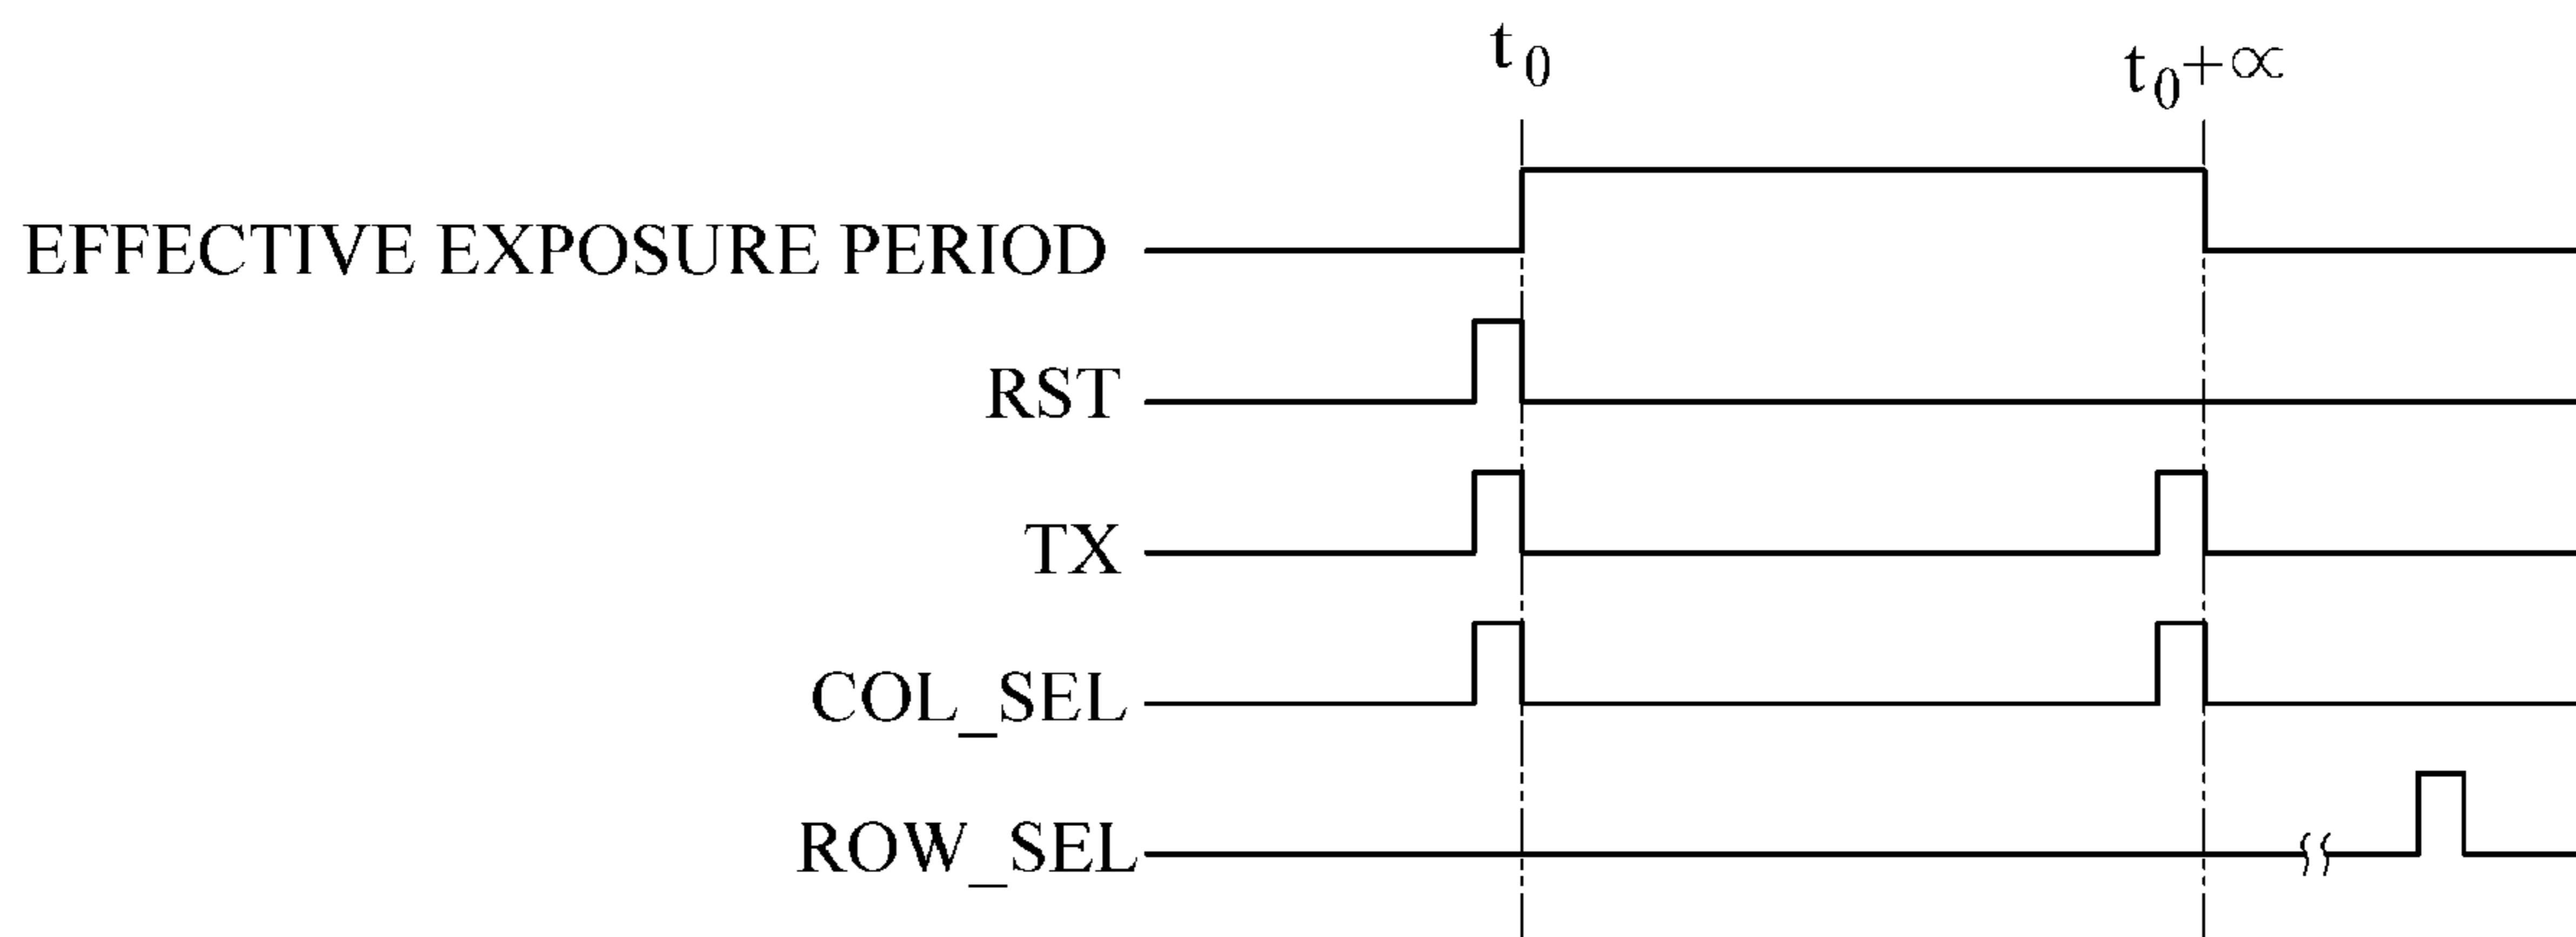 t0
t0+∝
EFFECTIVE EXPOSURE PERIOD
RST
TX
COL_SEL
ROW_SEL